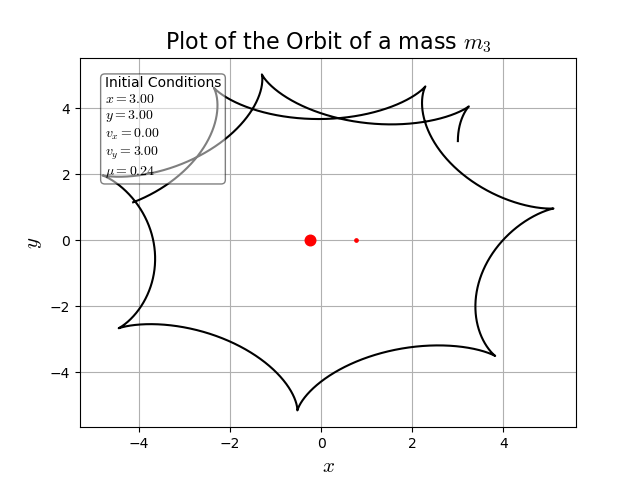 Plot of the Orbit of a mass m₃
Initial Conditions
x = 3.00
y = 3.00
vₓ = 0.00
v_y = 3.00
μ = 0.24
4
2
0
−2
−4
y
−4 −2 0 2 4
x